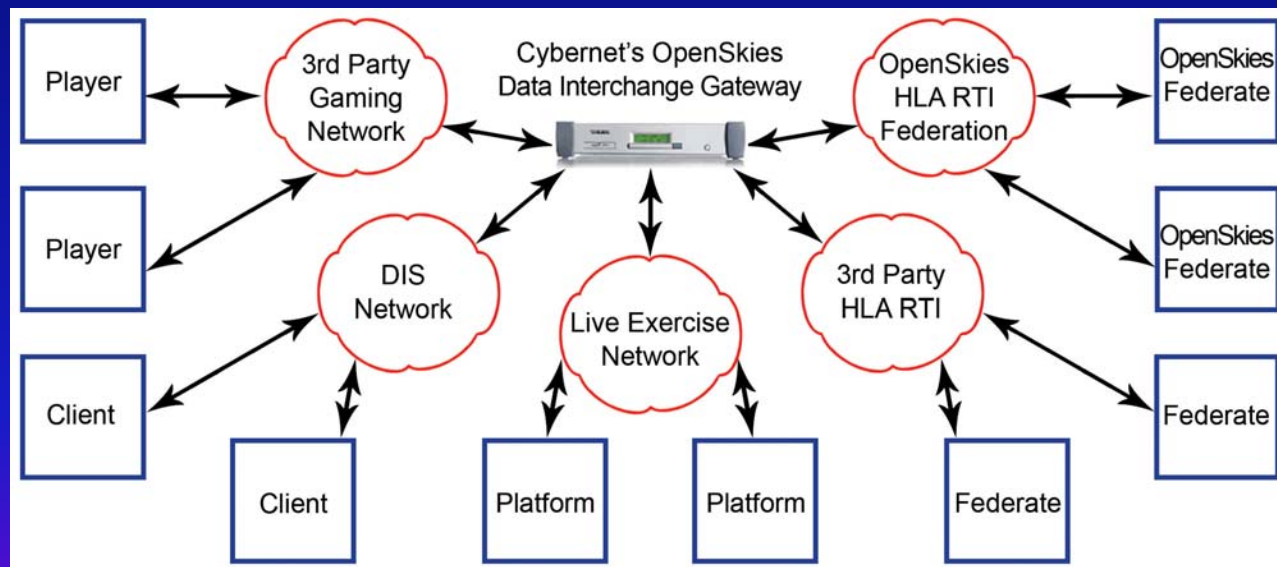 Player
3rd Party
Gaming
Network
Cybernet's OpenSkies
Data Interchange Gateway
OpenSkies
HLA RTI
Federation
OpenSkies
Federate
Player
DIS
Network
Live Exercise
Network
3rd Party
HLA RTI
OpenSkies
Federate
Client
Client
Platform
Platform
Federate
Federate